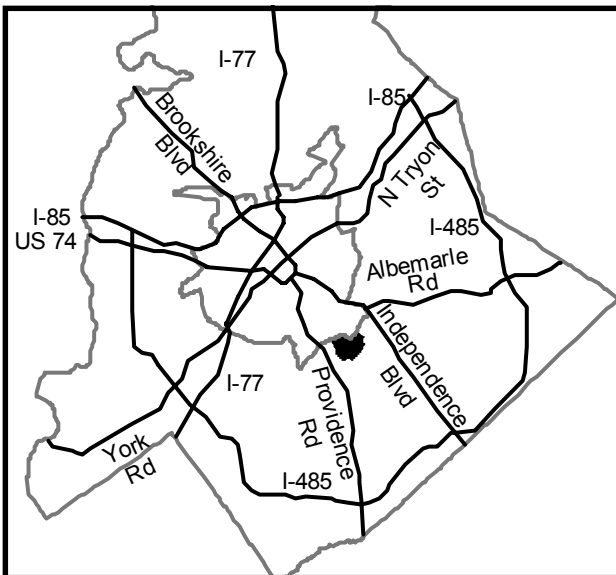 I-77
I-85
Brookshire
Blvd
N Tryon
St
I-85
US 74
I-485
Albemarle
Rd
Independence
Blvd
I-77
Providence
Rd
York
Rd
I-485